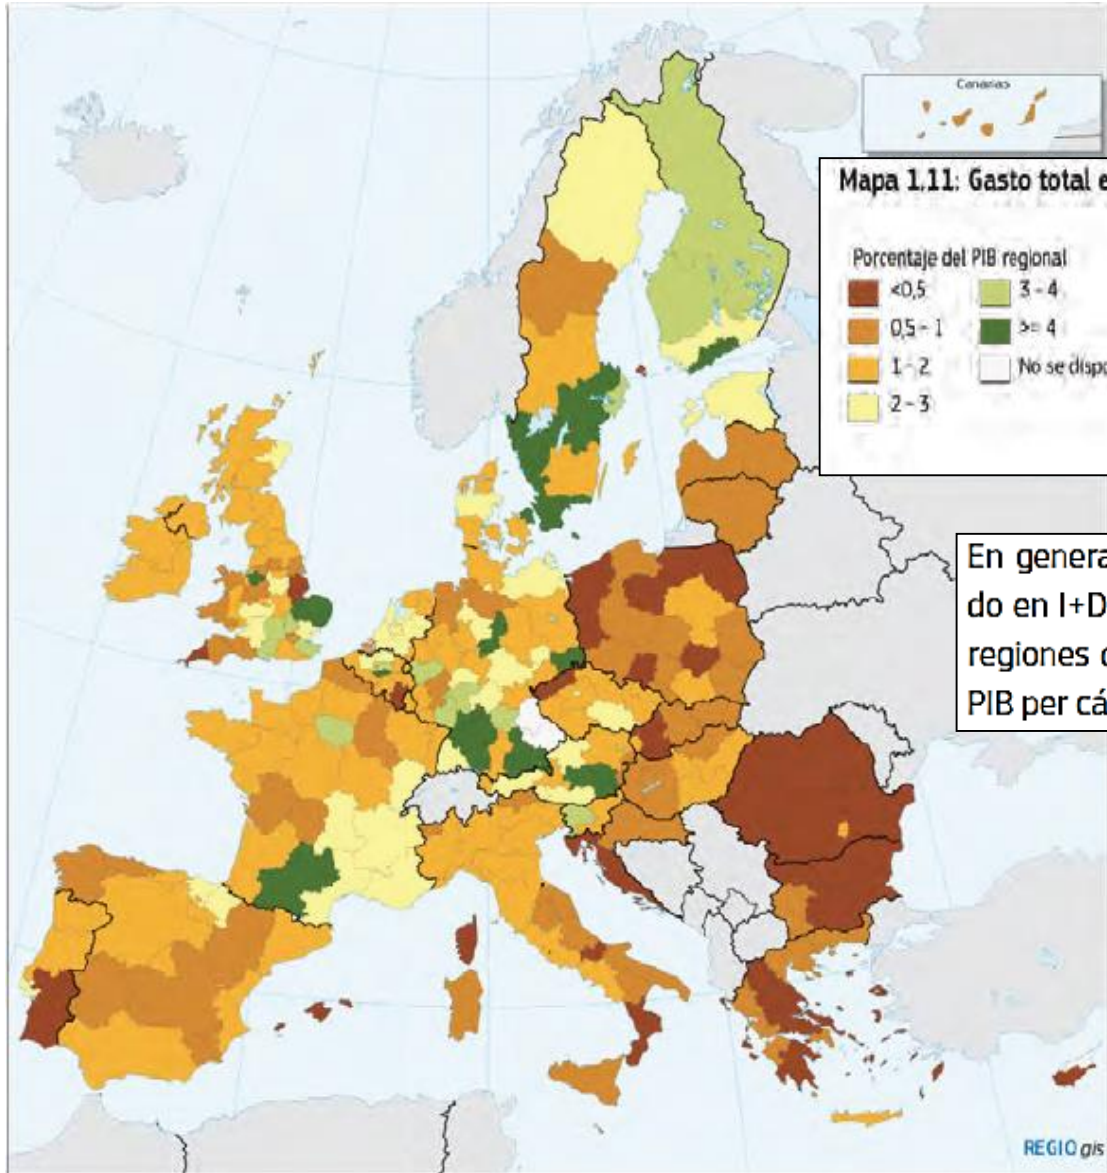 Canarias
Mapa 1.11: Gasto total e
Porcentaje del PIB regional
<0,5
0,5 - 1
1 - 2
2 - 3
3 - 4
>= 4
No se dispo
En genera
do en I+D
regiones
PIB per cá
REGIOgis